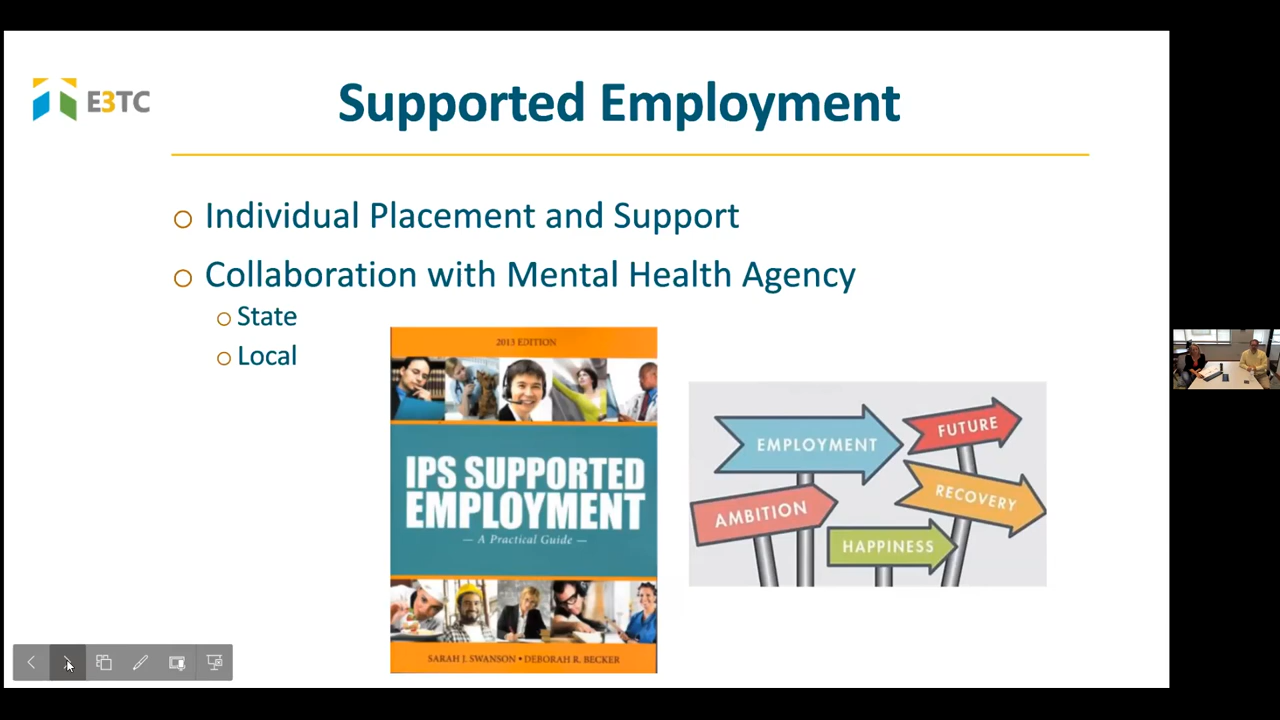 E3TC
Supported Employment
Individual Placement and Support
Collaboration with Mental Health Agency
State
Local
2013 EDITION
IPS SUPPORTED
EMPLOYMENT
— A Practical Guide —
SARAH J. SWANSON • DEBORAH R. BECKER
EMPLOYMENT
FUTURE
RECOVERY
AMBITION
HAPPINESS